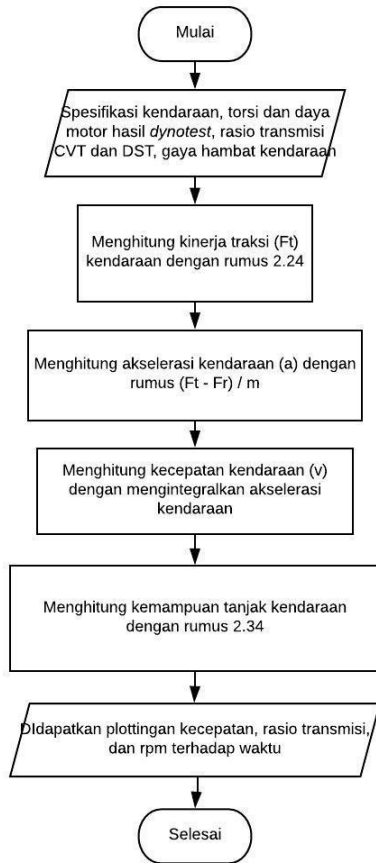 Mulai
Spesifikasi kendaraan, torsi dan daya
motor hasil dynotest, rasio transmisi
CVT dan DST, gaya hambat kendaraan
Menghitung kinerja traksi (Ft)
kendaraan dengan rumus 2.24
Menghitung akselerasi kendaraan (a) dengan
rumus (Ft - Fr) / m
Menghitung kecepatan kendaraan (v)
dengan mengintegralkan akselerasi
kendaraan
Menghitung kemampuan tanjak kendaraan
dengan rumus 2.34
DIdapatkan plottingan kecepatan, rasio transmisi,
dan rpm terhadap waktu
Selesai